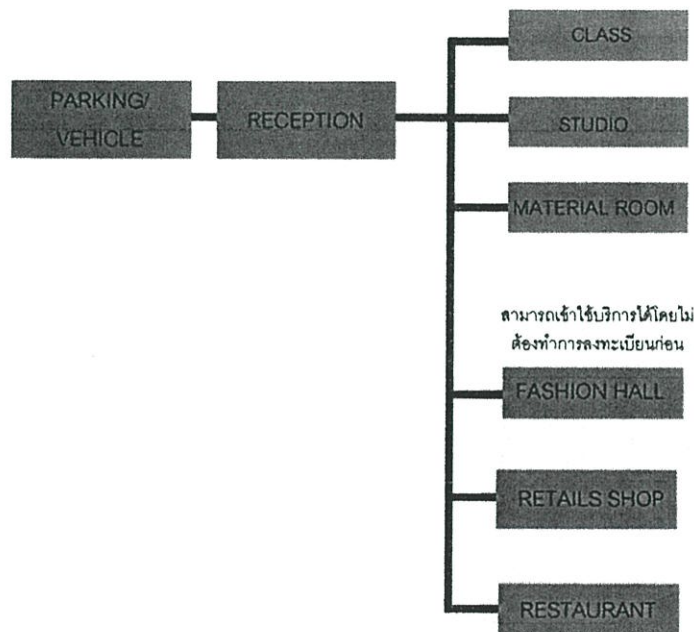 CLASS
PARKING/
VEHICLE
RECEPTION
STUDIO
MATERIAL ROOM
สามารถเข้าใช้บริการได้โดยไม่
ต้องทำการลงทะเบียนก่อน
FASHION HALL
RETAILS SHOP
RESTAURANT